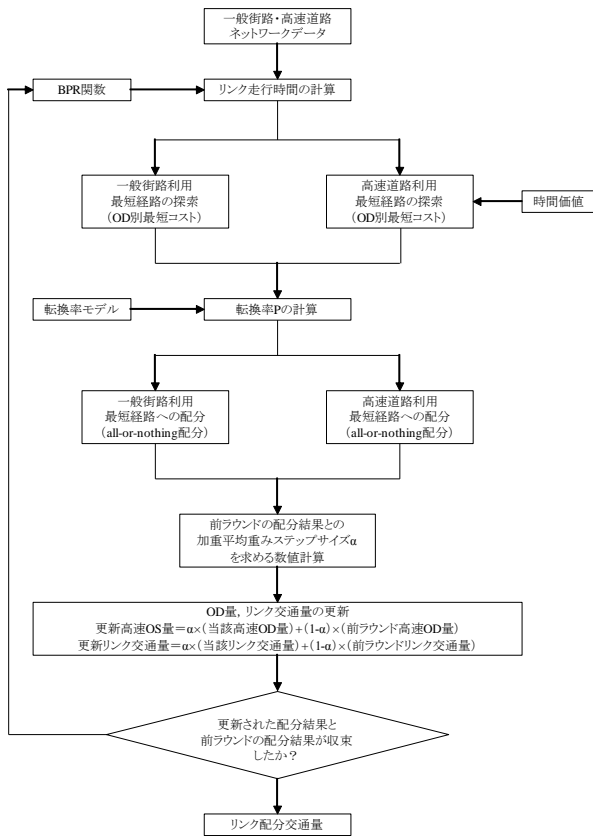 一般街路・高速道路
ネットワークデータ
BPR関数
リンク走行時間の計算
一般街路利用
最短経路の探索
（OD別最短コスト）
高速道路利用
最短経路の探索
（OD別最短コスト）
時間価値
転換率モデル
転換率Pの計算
一般街路利用
最短経路への配分
（all-or-nothing配分）
高速道路利用
最短経路への配分
（all-or-nothing配分）
前ラウンドの配分結果との
加重平均重みステップサイズα
を求める数値計算
OD量, リンク交通量の更新
更新高速OS量＝α×（当該高速OD量）+（1-α）×（前ラウンド高速OD量）
更新リンク交通量＝α×（当該リンク交通量）+（1-α）×（前ラウンドリンク交通量）
更新された配分結果と
前ラウンドの配分結果が収束
したか？
リンク配分交通量